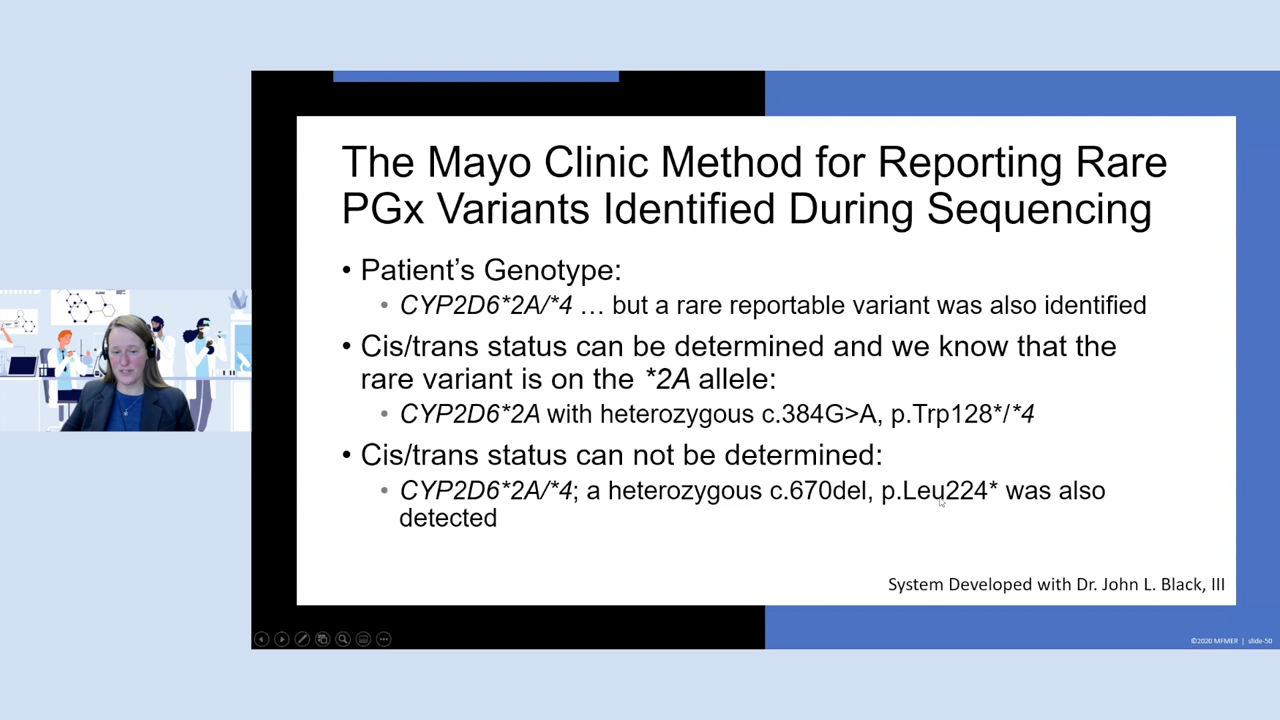 The Mayo Clinic Method for Reporting Rare
PGx Variants Identified During Sequencing
• Patient's Genotype:
• CYP2D6*2A/*4 … but a rare reportable variant was also identified
• Cis/trans status can be determined and we know that the
rare variant is on the *2A allele:
• CYP2D6*2A with heterozygous c.384G>A, p.Trp128*/*4
• Cis/trans status can not be determined:
• CYP2D6*2A/*4; a heterozygous c.670del, p.Leu224* was also
detected
System Developed with Dr. John L. Black, III
©2020 MFMER | slide-50